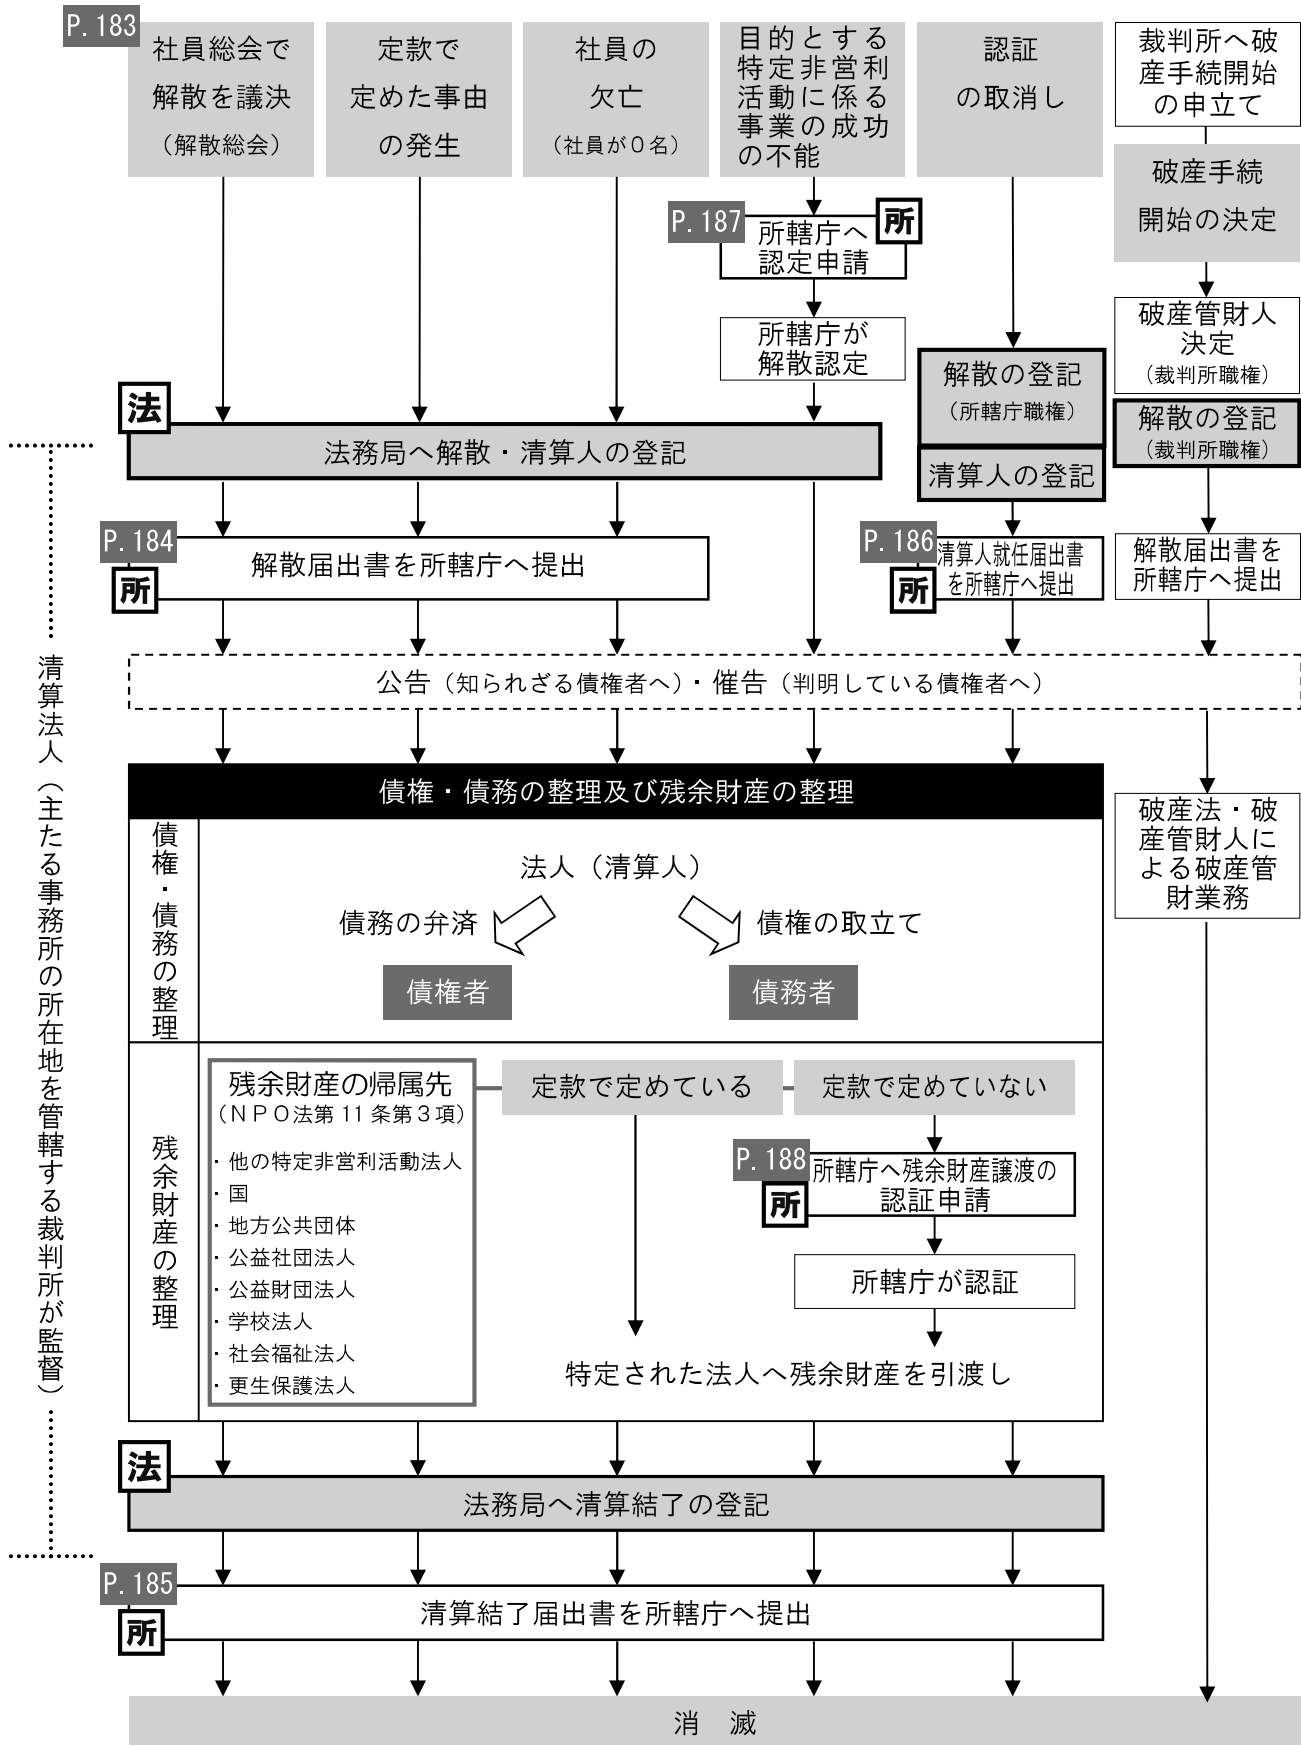 P.183
社員総会で
解散を議決
（解散総会）
定款で
定めた事由
の発生
社員の
欠亡
（社員が０名）
目的とする
特定非営利
活動に係る
事業の成功
の不能
認証
の取消し
裁判所へ破
産手続開始
の申立て
破産手続
開始の決定
P.187
所
所轄庁へ
認定申請
所轄庁が
解散認定
破産管財人
決定
（裁判所職権）
解散の登記
（所轄庁職権）
清算人の登記
解散の登記
（裁判所職権）
法
法務局へ解散・清算人の登記
P.184
所
解散届出書を所轄庁へ提出
P.186
所
清算人就任届出書
を所轄庁へ提出
解散届出書を
所轄庁へ提出
公告（知られざる債権者へ）・催告（判明している債権者へ）
清算法人（主たる事務所の所在地を管轄する裁判所が監督）
債権・債務の整理及び残余財産の整理
債権・債務の整理
法人（清算人）
債務の弁済
債権の取立て
債権者
債務者
破産法・破
産管財人に
よる破産管
財業務
残余財産の整理
残余財産の帰属先
（ＮＰＯ法第11条第３項）
・他の特定非営利活動法人
・国
・地方公共団体
・公益社団法人
・公益財団法人
・学校法人
・社会福祉法人
・更生保護法人
定款で定めている
定款で定めていない
P.188
所
所轄庁へ残余財産譲渡の
認証申請
所轄庁が認証
特定された法人へ残余財産を引渡し
法
法務局へ清算結了の登記
P.185
所
清算結了届出書を所轄庁へ提出
消　滅